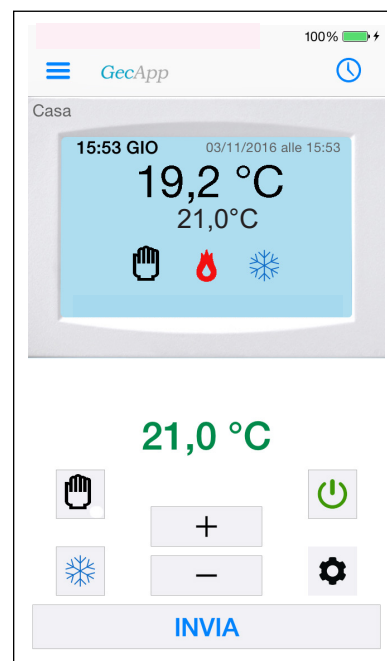 100%
GecApp
Casa
15:53 GIO 03/11/2016 alle 15:53
19,2 °C
21,0°C
21,0 °C
+
−
INVIA